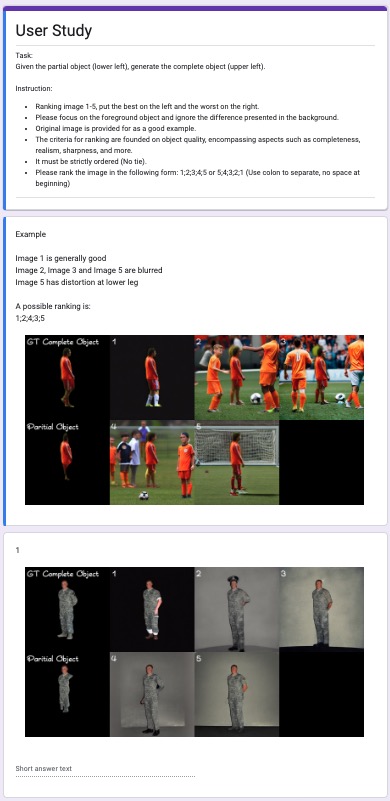 User Study
Task:
Given the partial object (lower left), generate the complete object (upper left).
Instruction:
• Ranking image 1-5, put the best on the left and the worst on the right.
• Please focus on the foreground object and ignore the difference presented in the background.
• Original image is provided for as a good example.
• The criteria for ranking are founded on object quality, encompassing aspects such as completeness,
realism, sharpness, and more.
• It must be strictly ordered (No tie).
• Please rank the image in the following form: 1;2;3;4;5 or 5;4;3;2;1 (Use colon to separate, no space at
beginning)
Example
Image 1 is generally good
Image 2, Image 3 and Image 5 are blurred
Image 5 has distortion at lower leg
A possible ranking is:
1;2;4;3;5
GT Complete Object 1 2 3
Paritial Object 4 5
1
GT Complete Object 1 2 3
Paritial Object 4 5
Short answer text